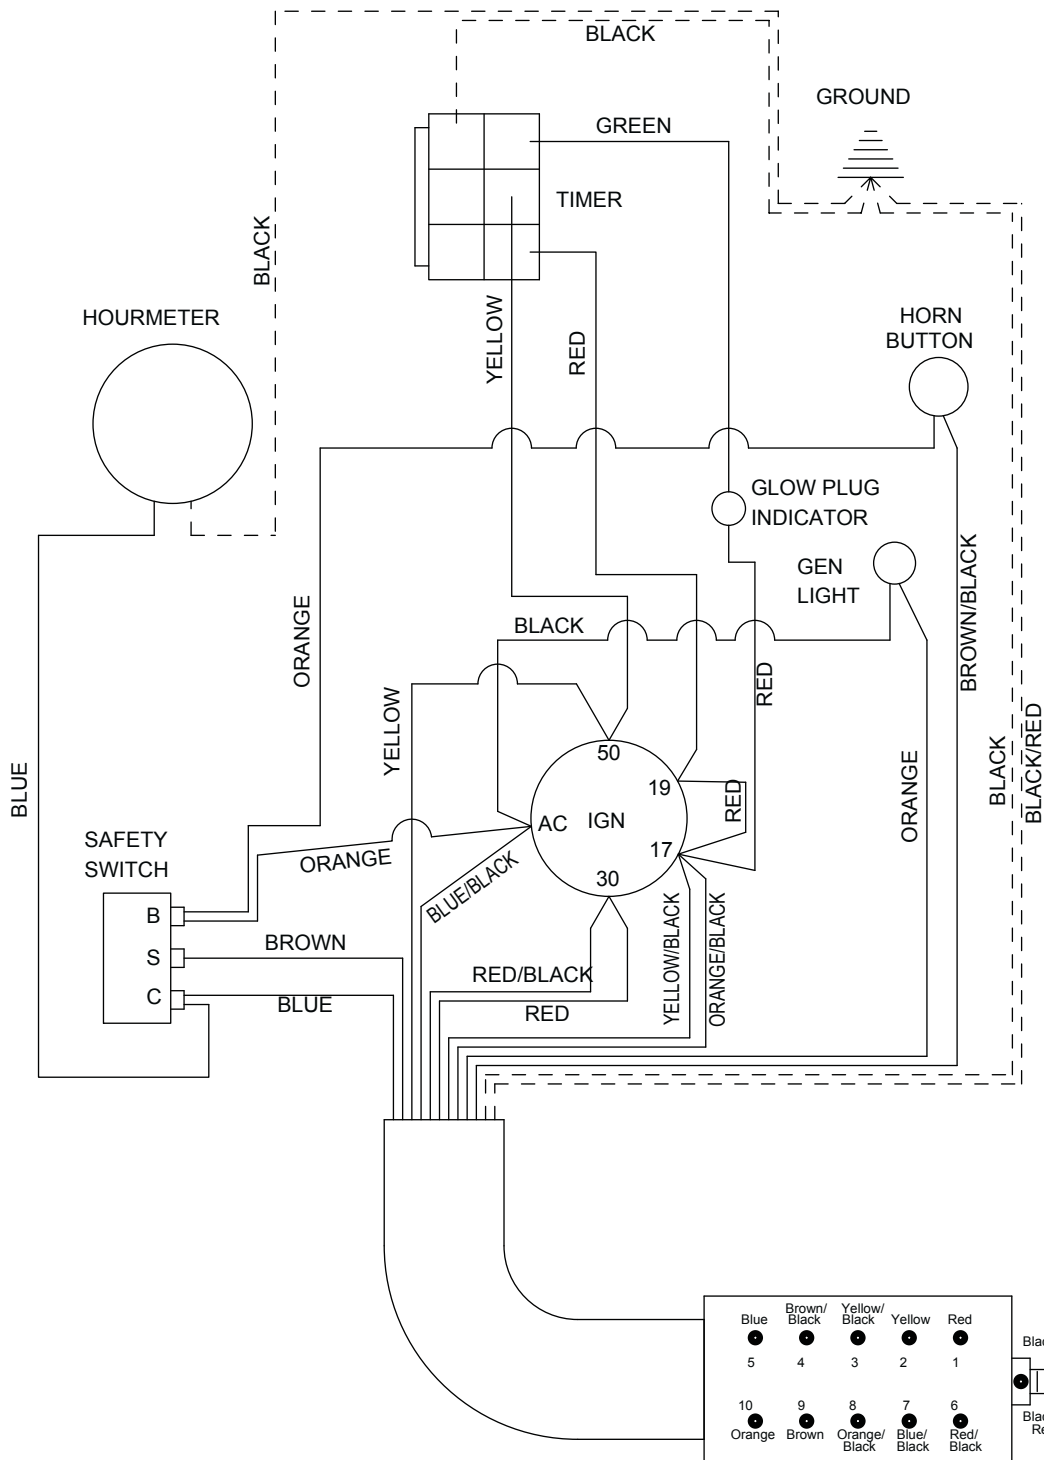 BLACK
GROUND
GREEN
TIMER
BLACK
HOURMETER
YELLOW
RED
HORN
BUTTON
GLOW PLUG
INDICATOR
GEN
LIGHT
BROWN/BLACK
ORANGE
BLACK
RED
YELLOW
BLUE
BLACK
BLACK/RED
ORANGE
50
19
RED
AC
IGN
17
30
SAFETY
SWITCH
ORANGE
BLUE/BLACK
B
S
C
BROWN
BLUE
RED/BLACK
RED
YELLOW/BLACK
ORANGE/BLACK
Blue
Brown/
Black
Yellow/
Black
Yellow
Red
5
4
3
2
1
10
9
8
7
6
Orange
Brown
Orange/
Black
Blue/
Black
Red/
Black